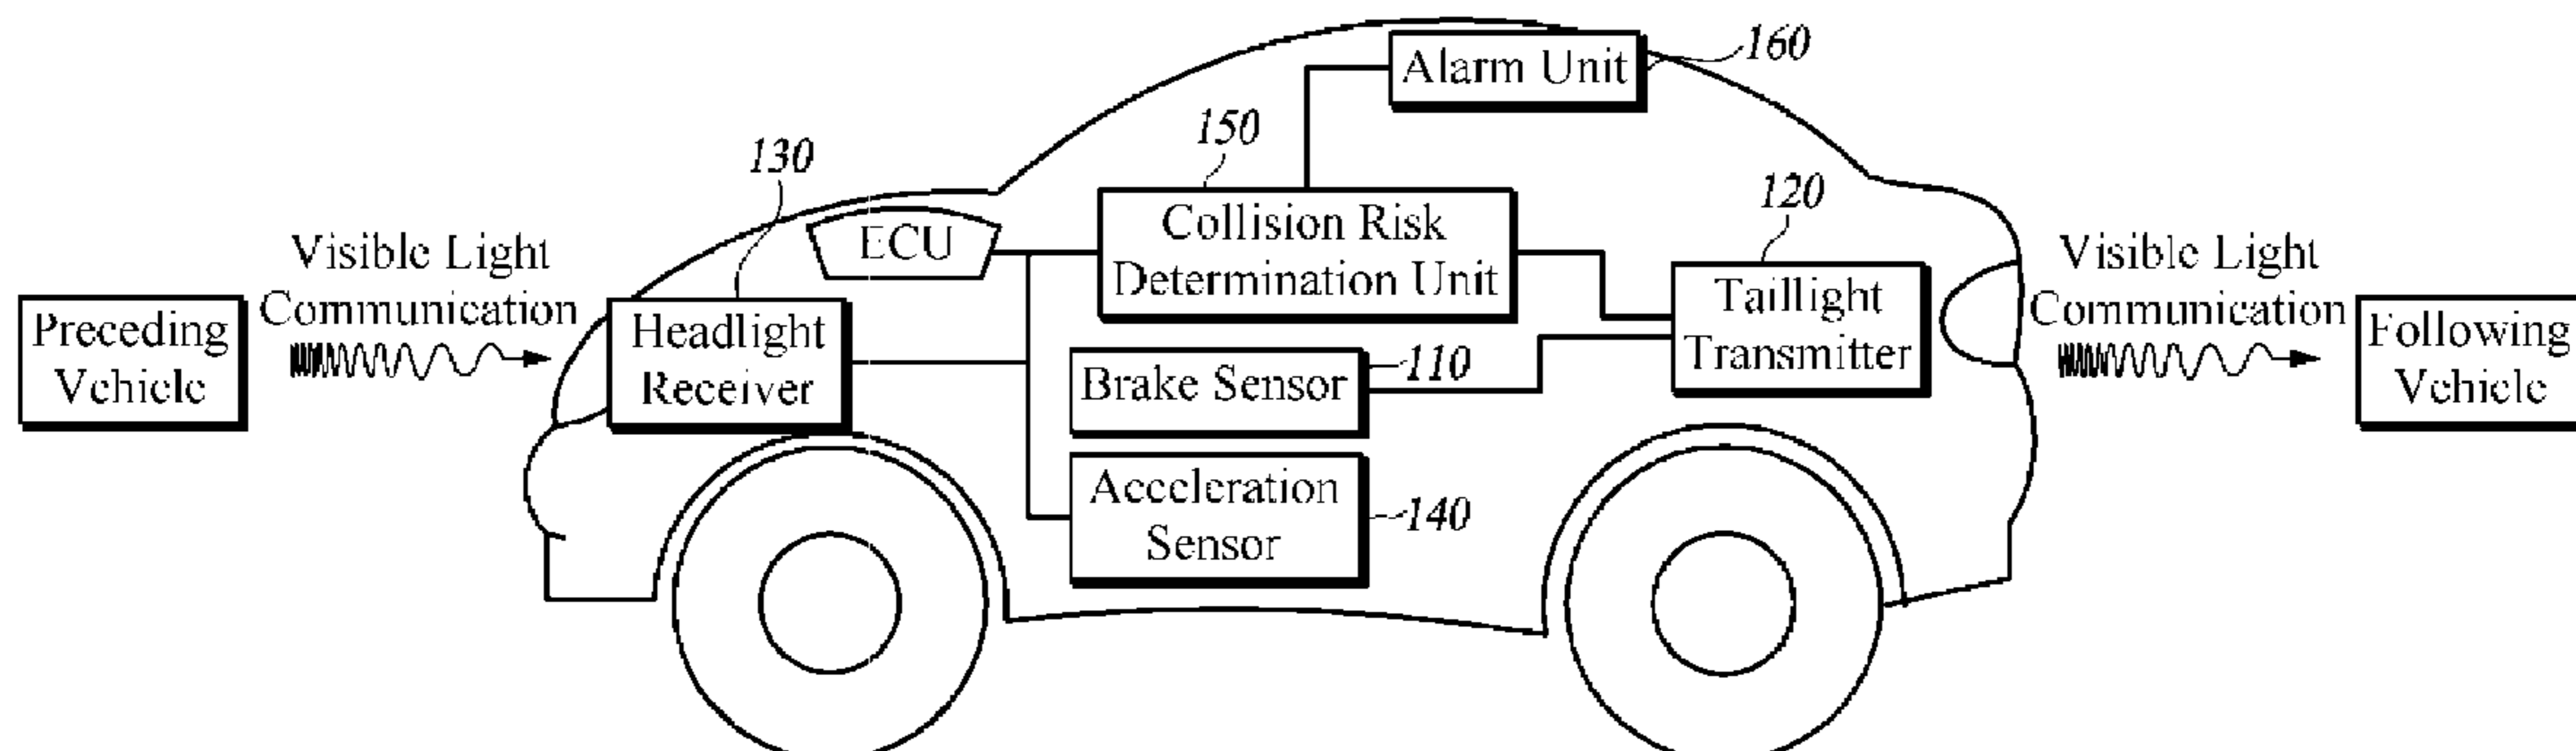 160
Alarm Unit
150
130
120
ECU
Collision Risk
Determination Unit
Visible Light
Communication
Preceding
Vehicle
Headlight
Receiver
Brake Sensor
110
Acceleration
Sensor
140
Taillight
Transmitter
Visible Light
Communication
Following
Vehicle